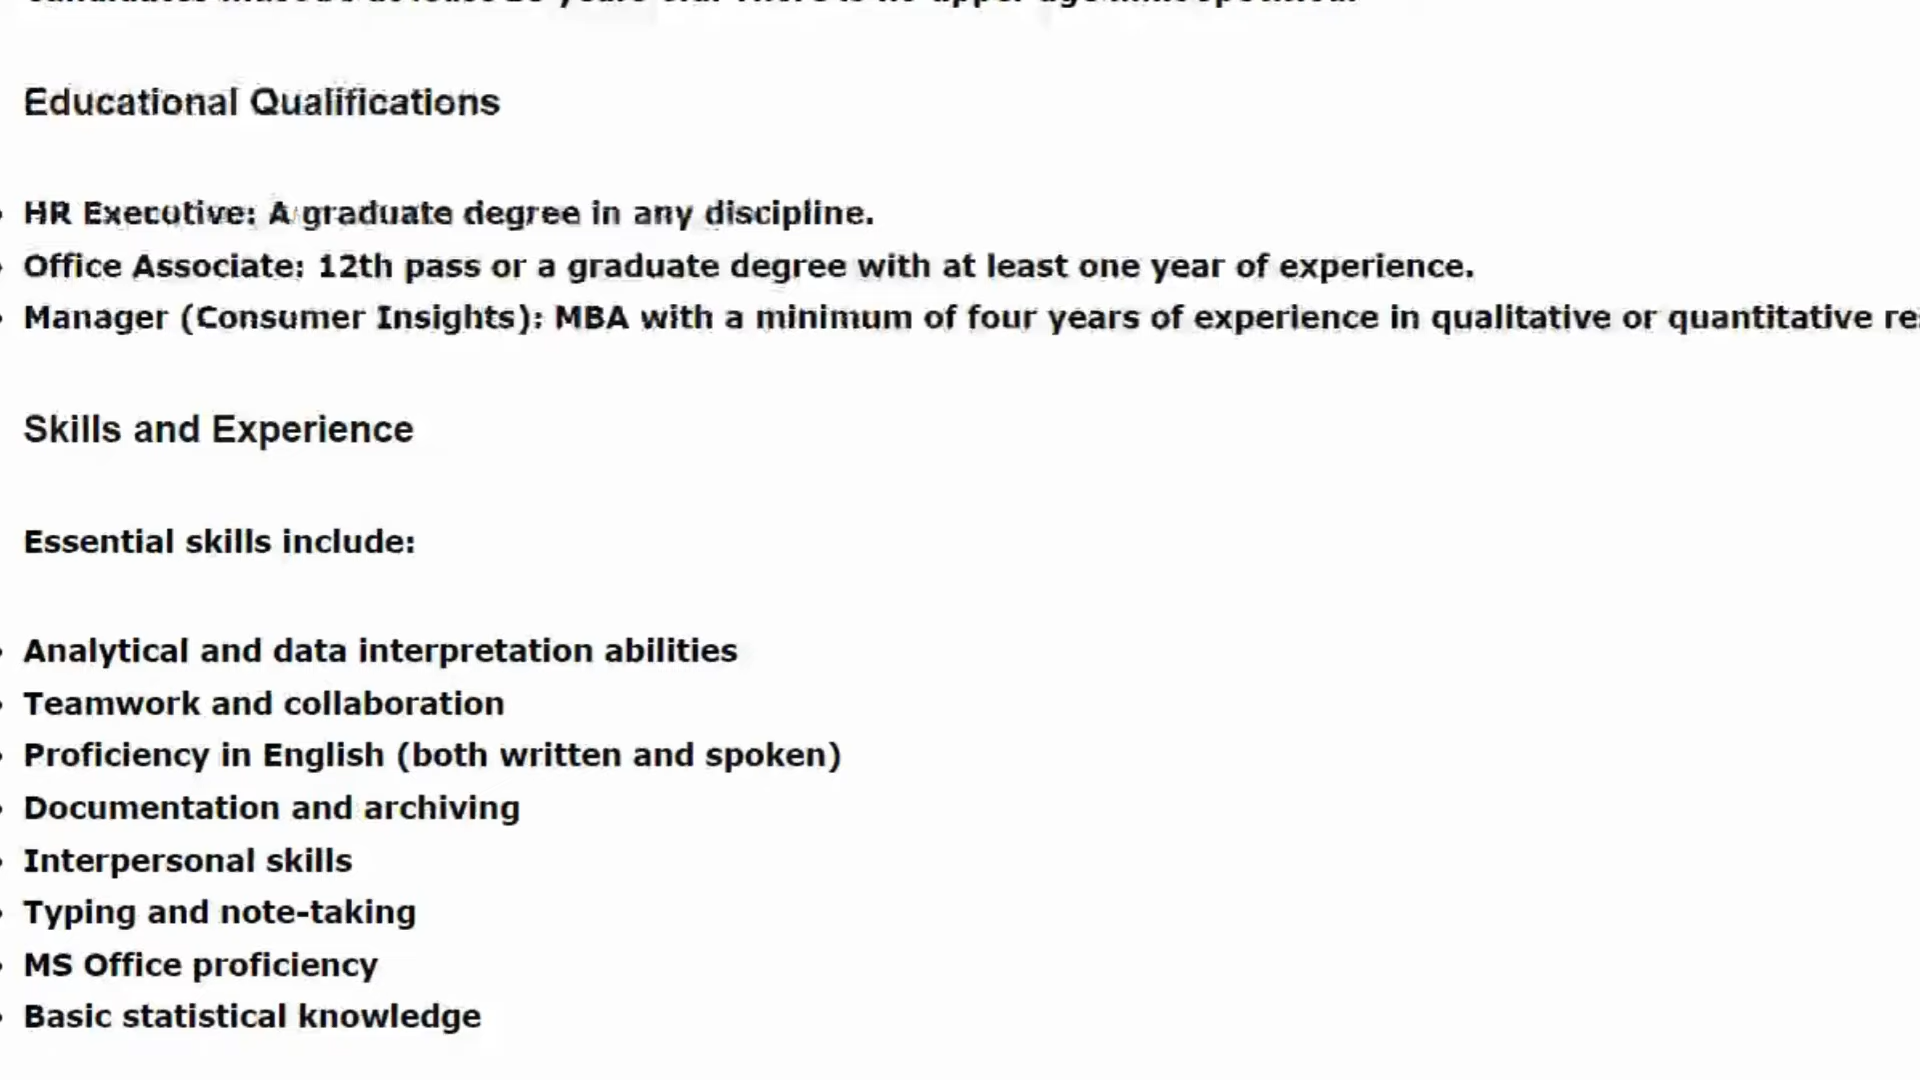 Educational Qualifications
HR Executive: A graduate degree in any discipline.
Office Associate: 12th pass or a graduate degree with at least one year of experience.
Manager (Consumer Insights): MBA with a minimum of four years of experience in qualitative or quantitative
Skills and Experience
Essential skills include:
Analytical and data interpretation abilities
Teamwork and collaboration
Proficiency in English (both written and spoken)
Documentation and archiving
Interpersonal skills
Typing and note-taking
MS Office proficiency
Basic statistical knowledge